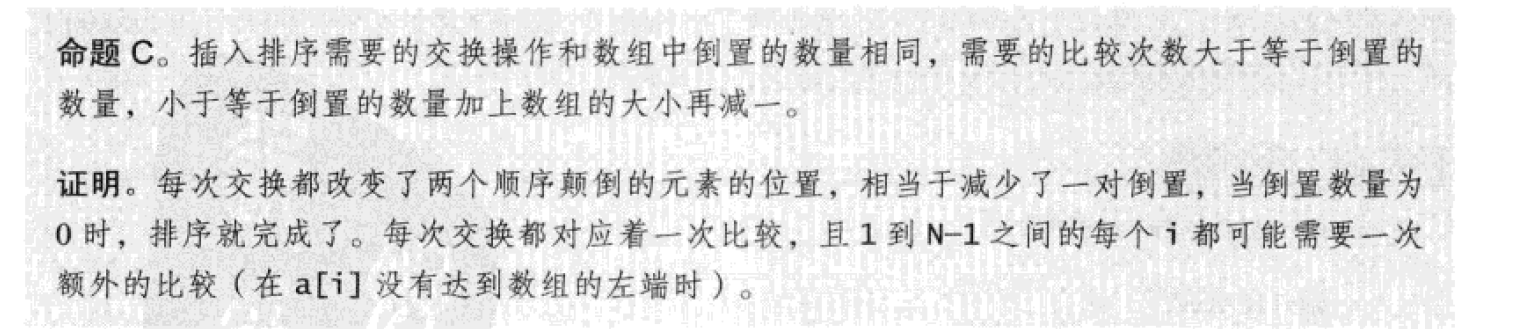 命题 C。插入排序需要的交换操作和数组中倒置的数量相同，需要的比较次数大于等于倒置的
数量，小于等于倒置的数量加上数组的大小再减一。
证明。每次交换都改变了两个顺序颠倒的元素的位置，相当于减少了一对倒置，当倒置数量为
0 时，排序就完成了。每次交换都对应着一次比较，且 1 到 N-1 之间的每个 i 都可能需要一次
额外的比较（在 a[i] 没有达到数组的左端时）。